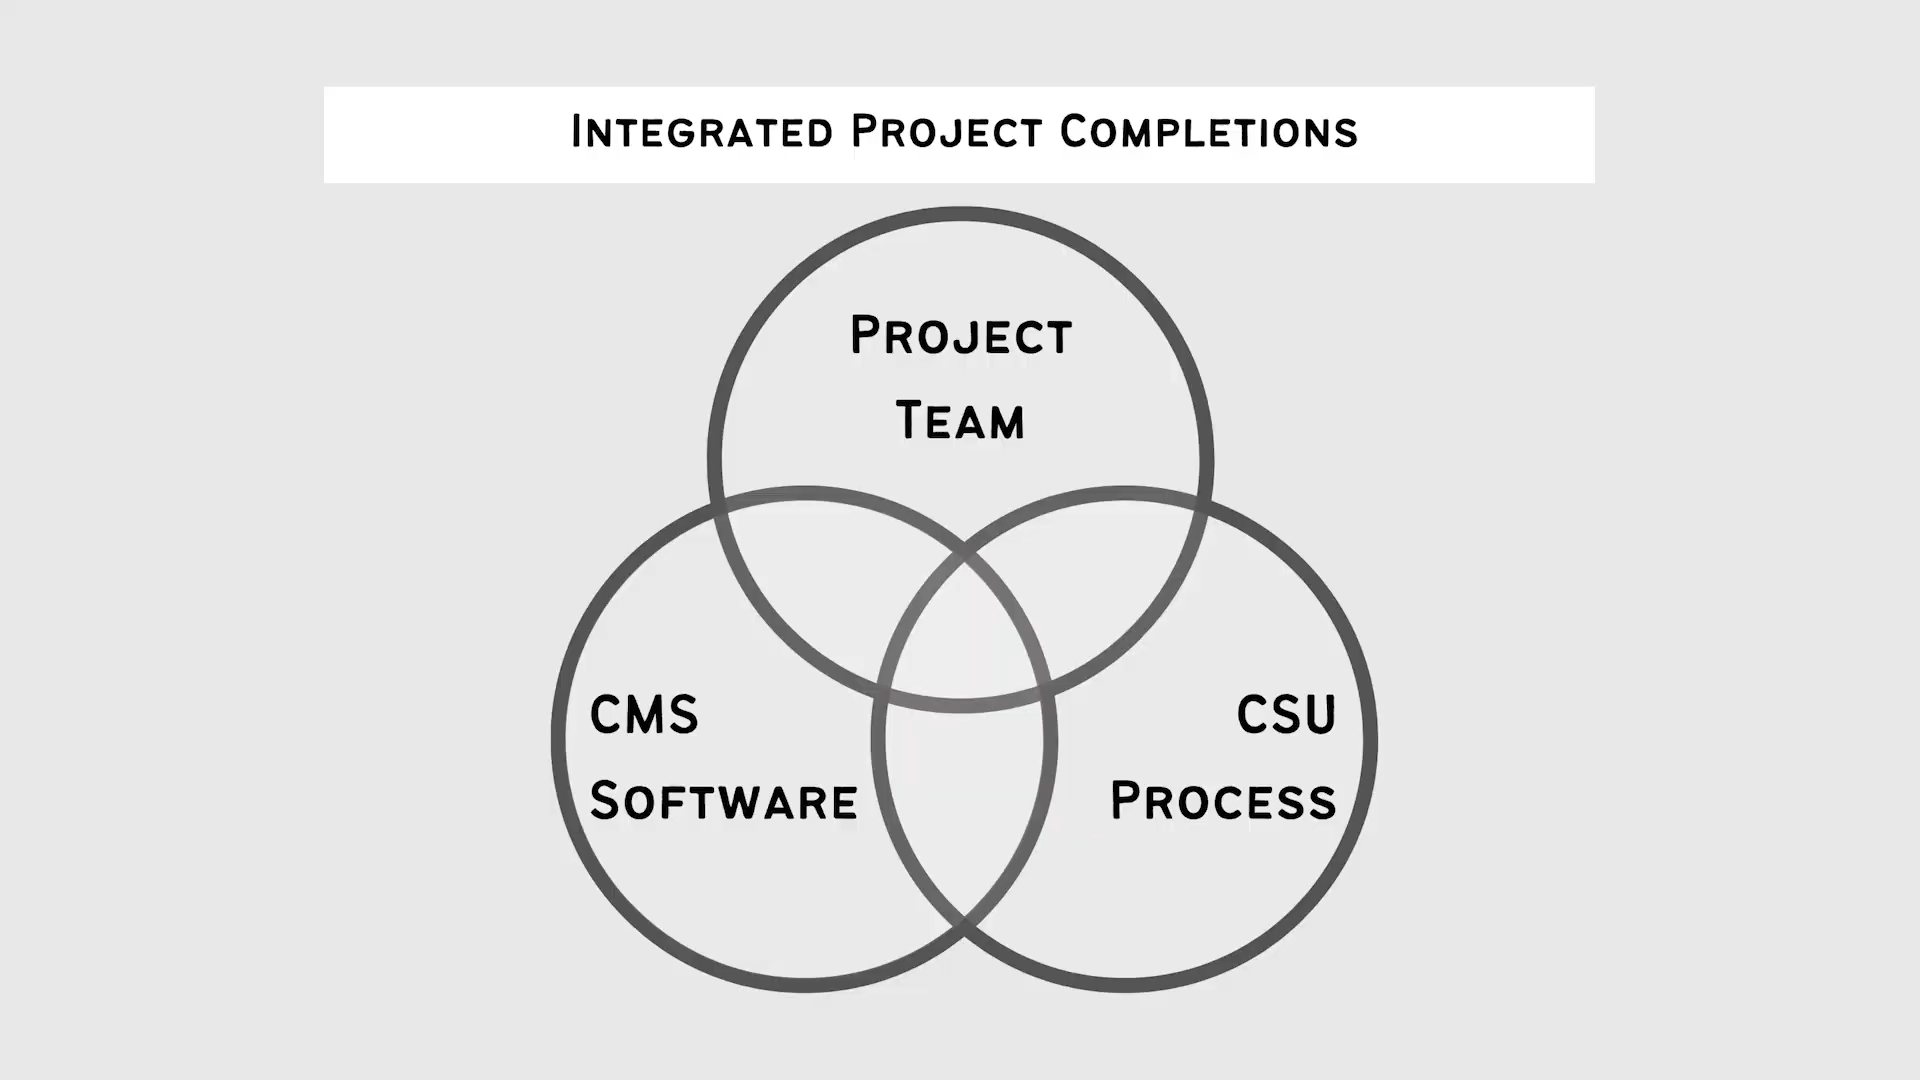 Integrated Project Completions
Project
Team
CMS
Software
CSU
Process